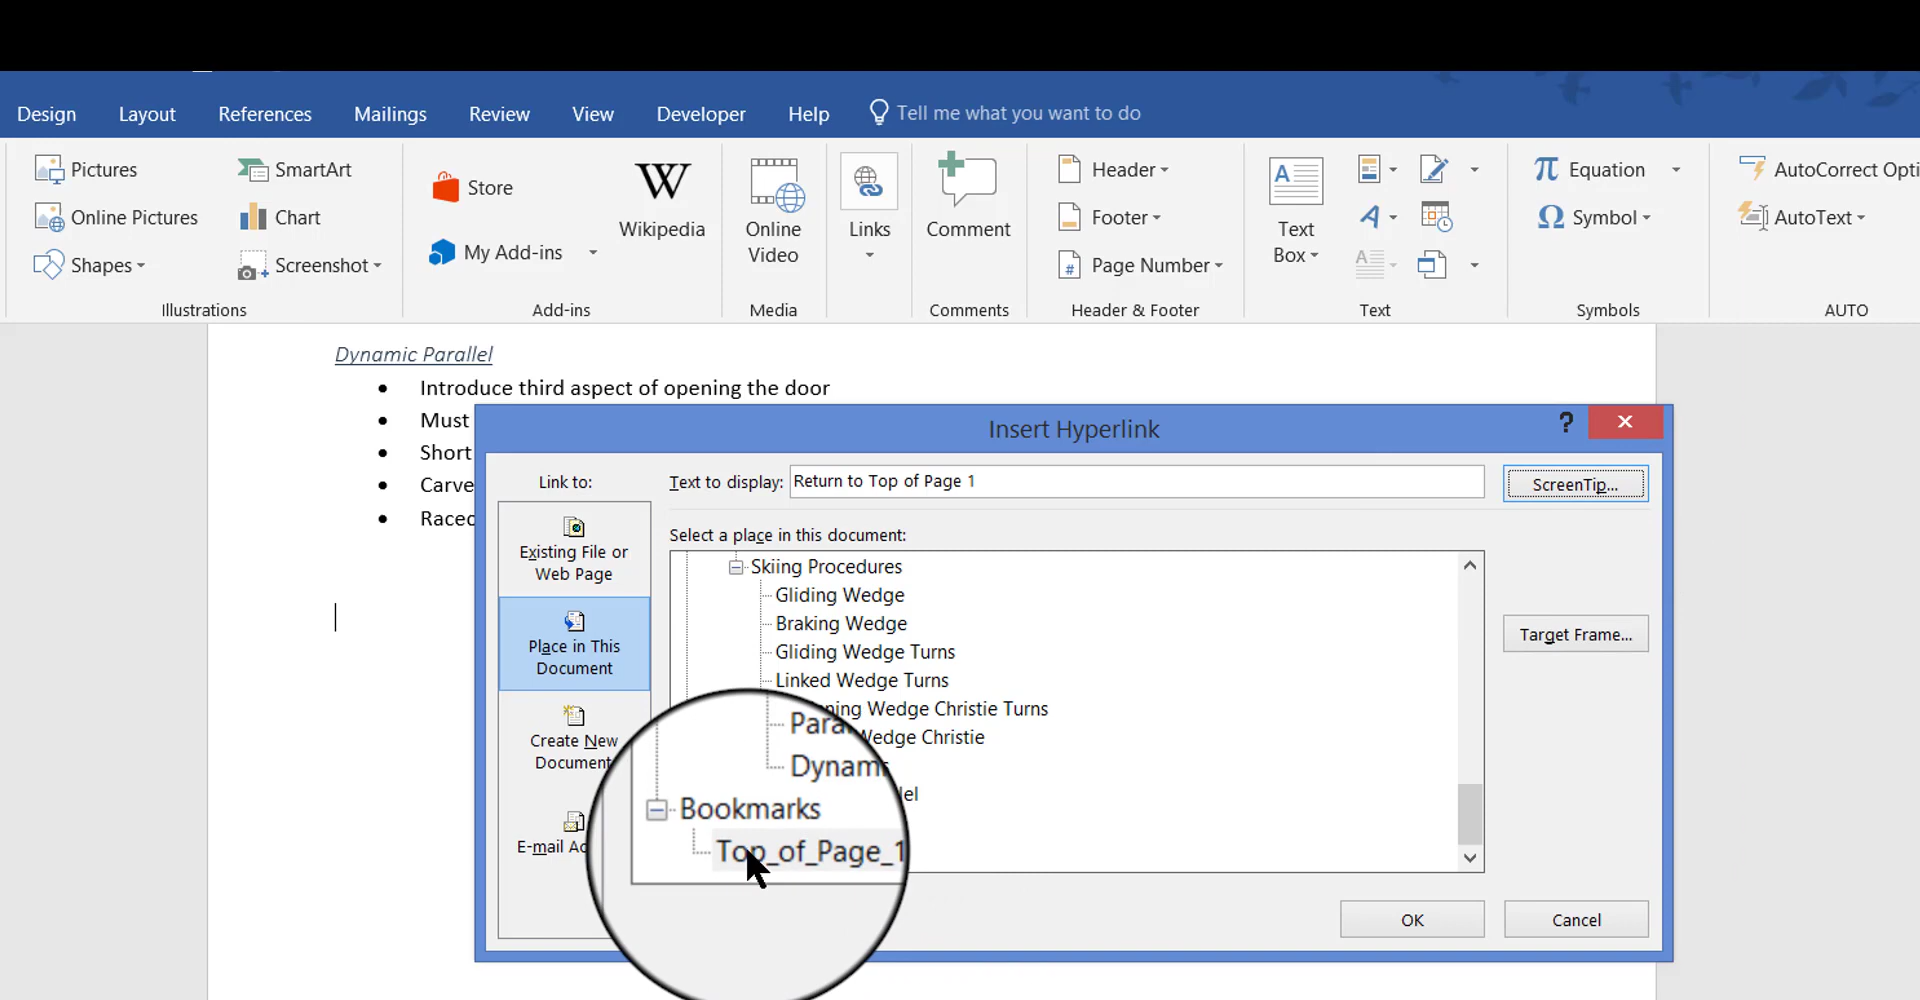 Design Layout References Mailings Review View Developer Help Tell me what you want to do
Pictures SmartArt Store Wikipedia Online Video Links Comment Header Text Box Equation AutoCorrect Opti
Online Pictures Chart My Add-ins Footer Symbol AutoText
Shapes Screenshot Page Number
Illustrations Add-ins Media Comments Header & Footer Text Symbols AUTO
Dynamic Parallel
Introduce third aspect of opening the door
Must
Short
Carve
Insert Hyperlink
Link to:
Text to display: Return to Top of Page 1 ScreenTip...
Select a place in this document:
Existing File or
Web Page
Place in This
Document
Create New
Document
Skiing Procedures
Gliding Wedge
Braking Wedge
Gliding Wedge Turns
Linked Wedge Turns
Wedge Christie Turns
Wedge Christie
Bookmarks
Top_of_Page_1
Target Frame...
OK Cancel